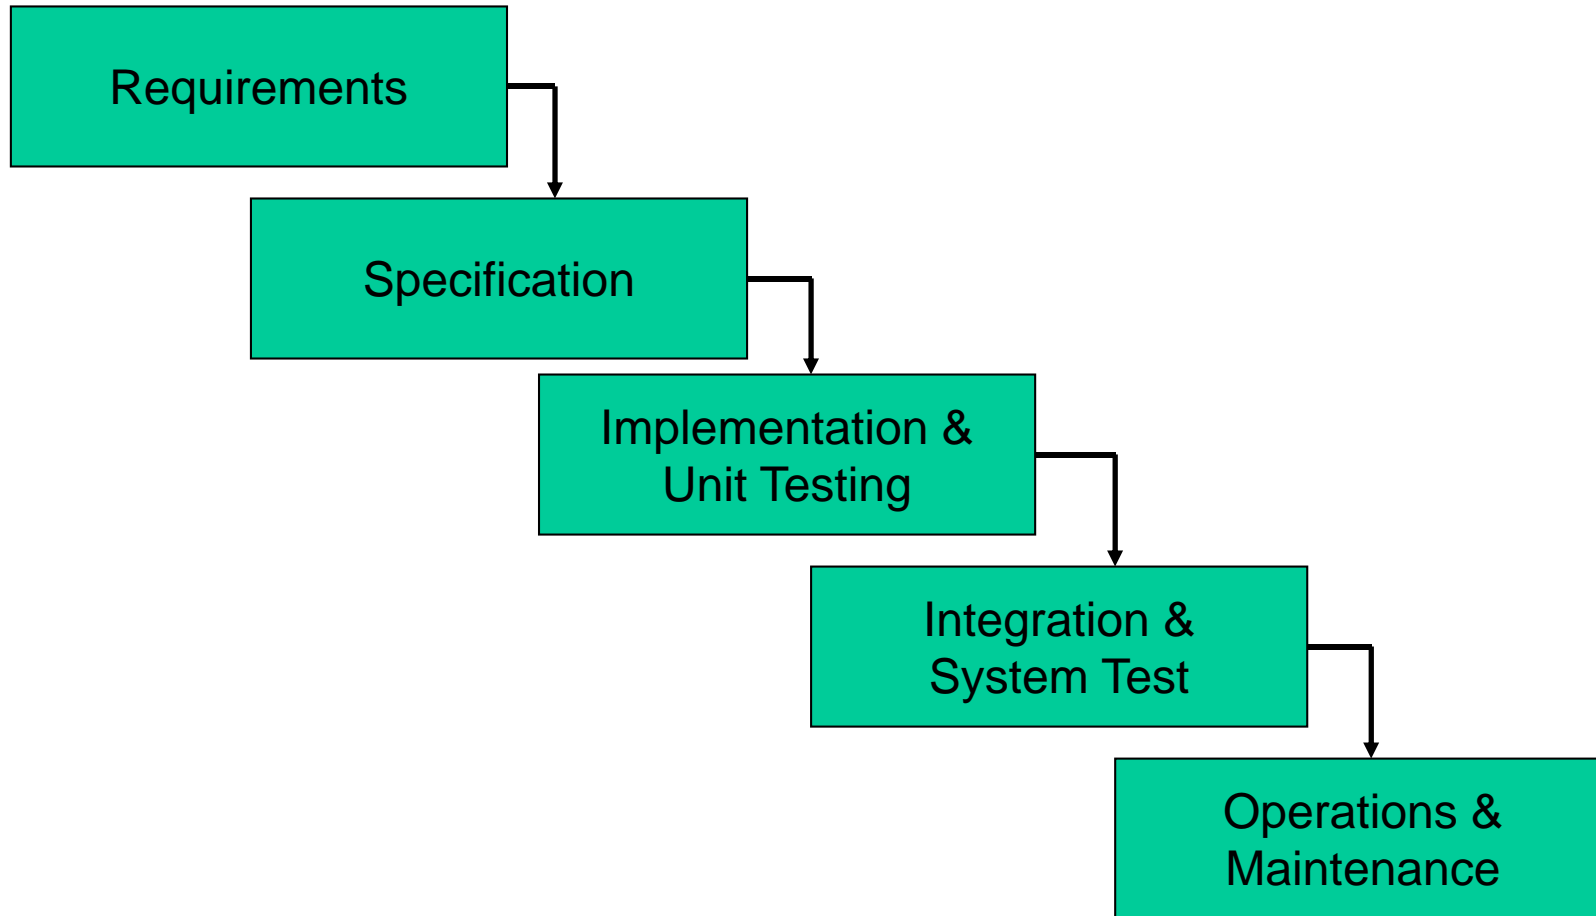 Requirements
Specification
Implementation &
Unit Testing
Integration &
System Test
Operations &
Maintenance